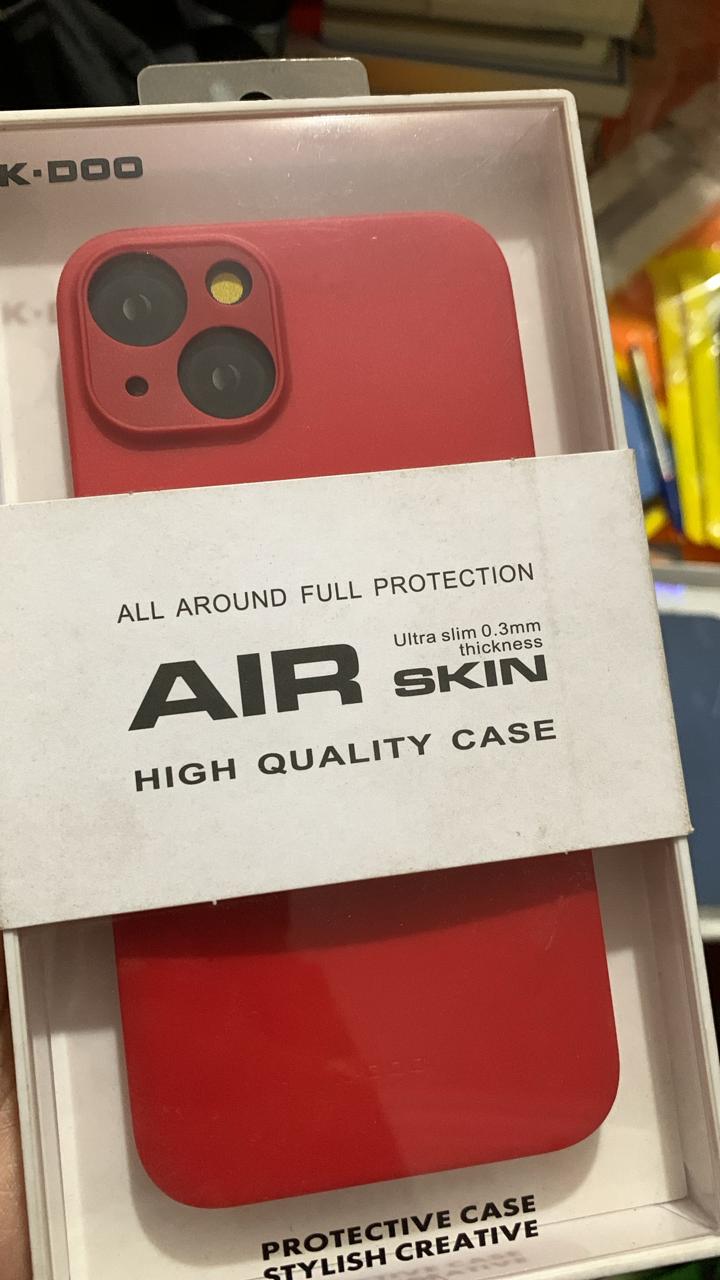 K·DOO
ALL AROUND FULL PROTECTION
Ultra slim 0.3mm
thickness
AIR SKIN
HIGH QUALITY CASE
PROTECTIVE CASE
STYLISH CREATIVE